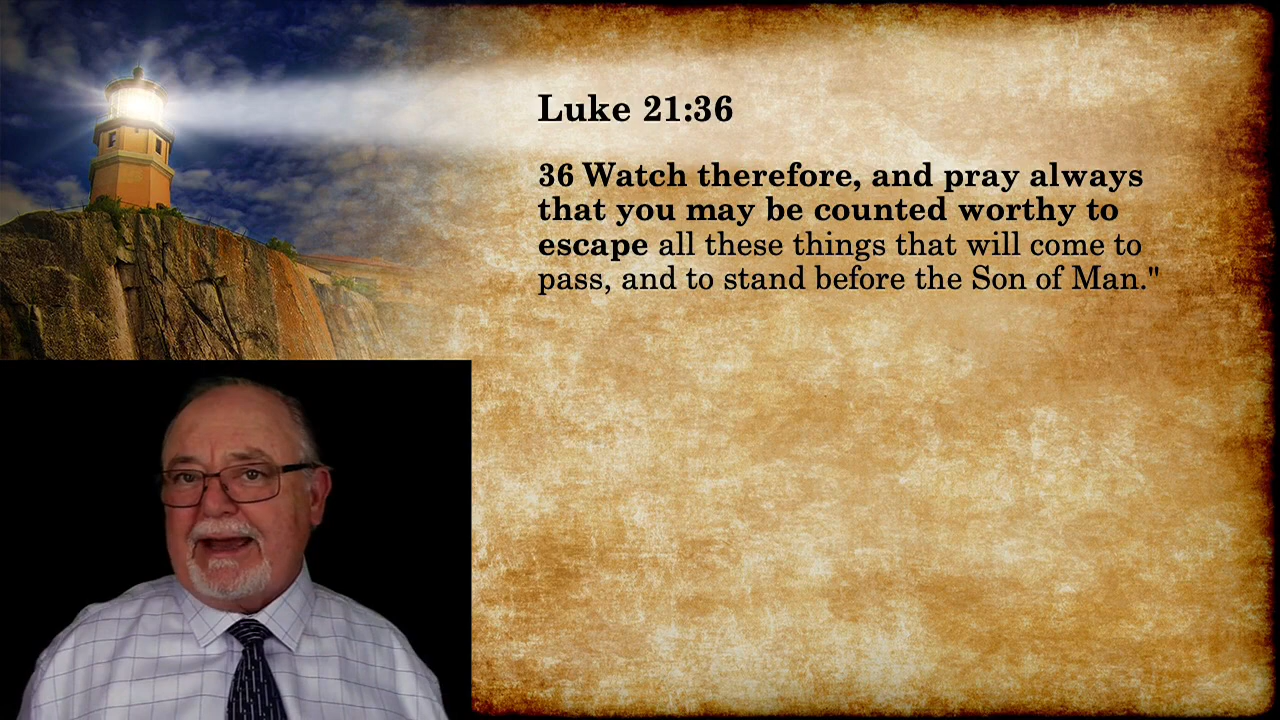 Luke 21:36
36 Watch therefore, and pray always
that you may be counted worthy to
escape all these things that will come to
pass, and to stand before the Son of Man."